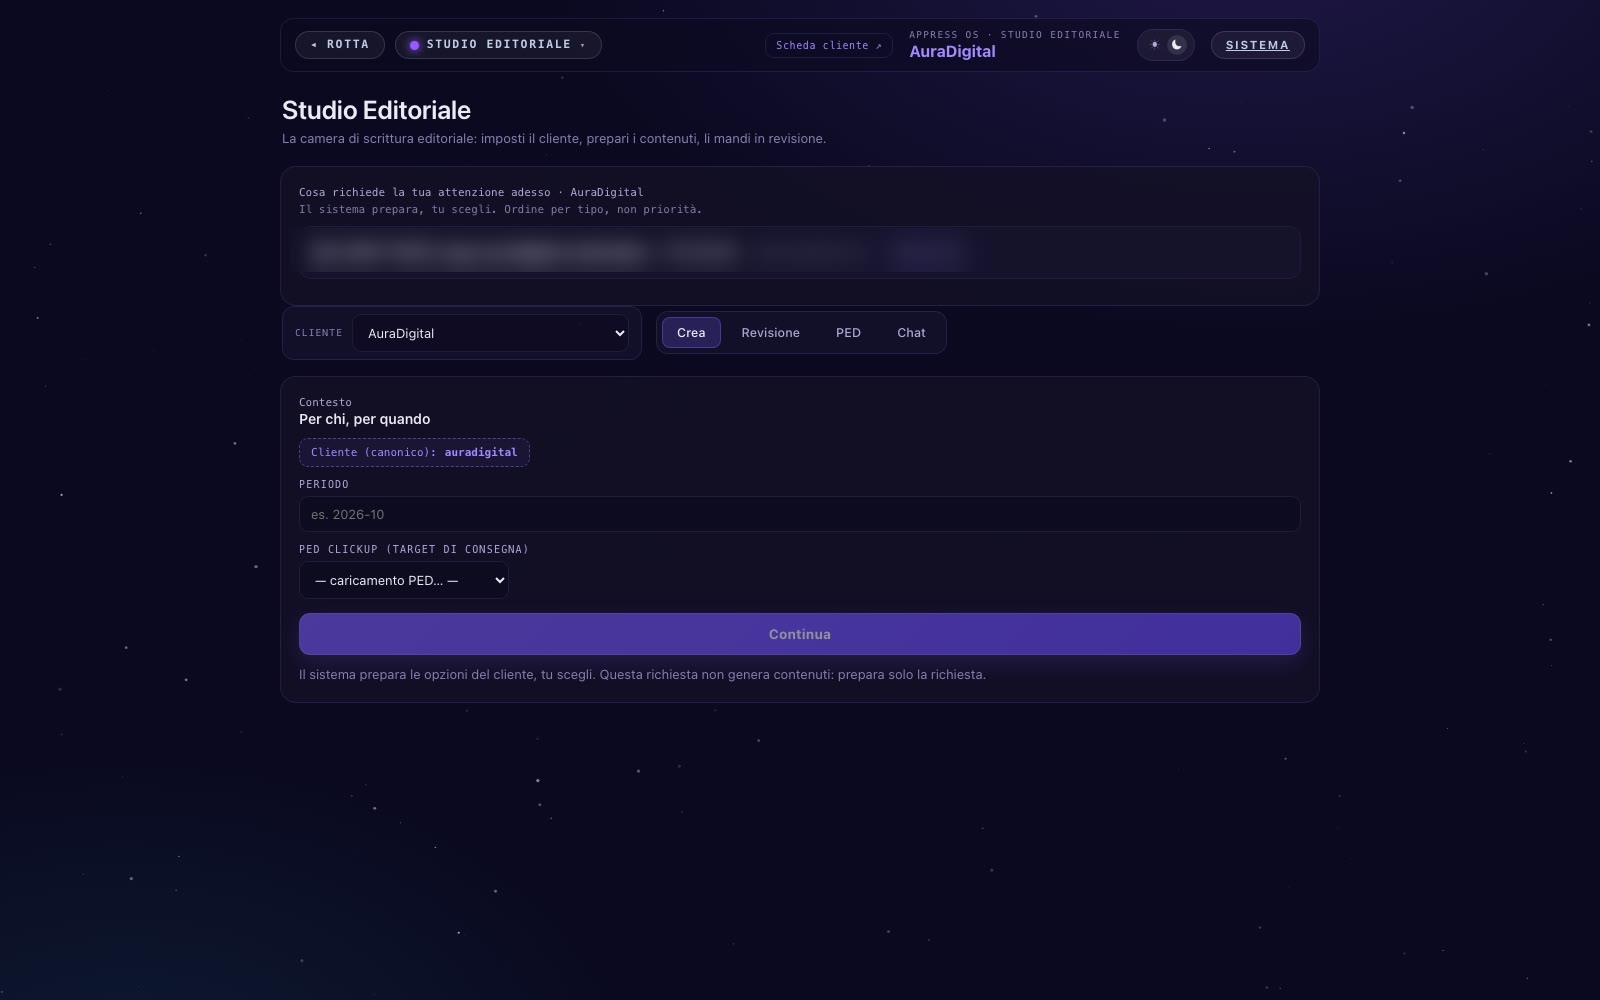 ◂ ROTTA
STUDIO EDITORIALE ▾
Scheda cliente ↗
APPRESS OS · STUDIO EDITORIALE
AuraDigital
SISTEMA
Studio Editoriale
La camera di scrittura editoriale: imposti il cliente, prepari i contenuti, li mandi in revisione.
Cosa richiede la tua attenzione adesso · AuraDigital
Il sistema prepara, tu scegli. Ordine per tipo, non priorità.
CLIENTE
AuraDigital
Crea
Revisione
PED
Chat
Contesto
Per chi, per quando
Cliente (canonico): auradigital
PERIODO
es. 2026-10
PED CLICKUP (TARGET DI CONSEGNA)
— caricamento PED… —
Continua
Il sistema prepara le opzioni del cliente, tu scegli. Questa richiesta non genera contenuti: prepara solo la richiesta.